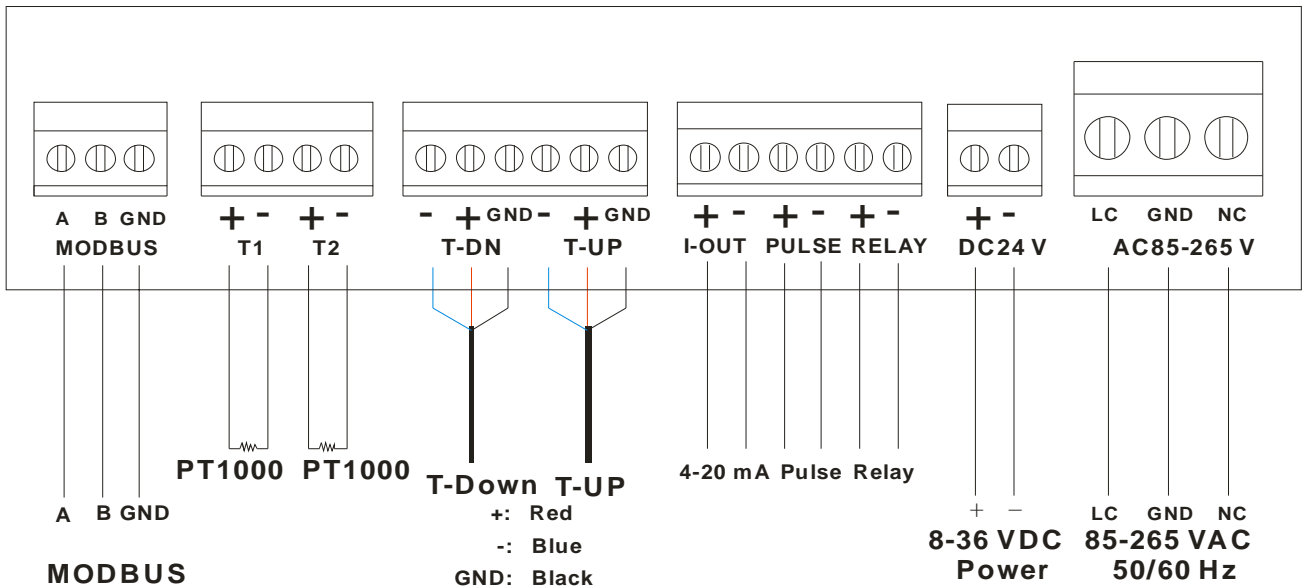 A B GND
MODBUS
+ - + -
T1 T2
- + GND - + GND
T-DN T-UP
+ - + - + -
I-OUT PULSE RELAY
+ -
DC24 V
LC GND NC
AC85-265 V
PT1000 PT1000
T-Down T-UP
+: Red
-: Blue
GND: Black
4-20 mA Pulse Relay
A B GND
MODBUS
+ −
8-36 VDC
Power
LC GND NC
85-265 VAC
50/60 Hz